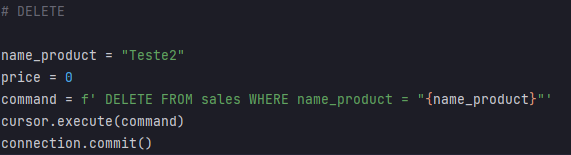 # DELETE
name_product = "Teste2"
price = 0
command = f' DELETE FROM sales WHERE name_product = "{name_product}"'
cursor.execute(command)
connection.commit()